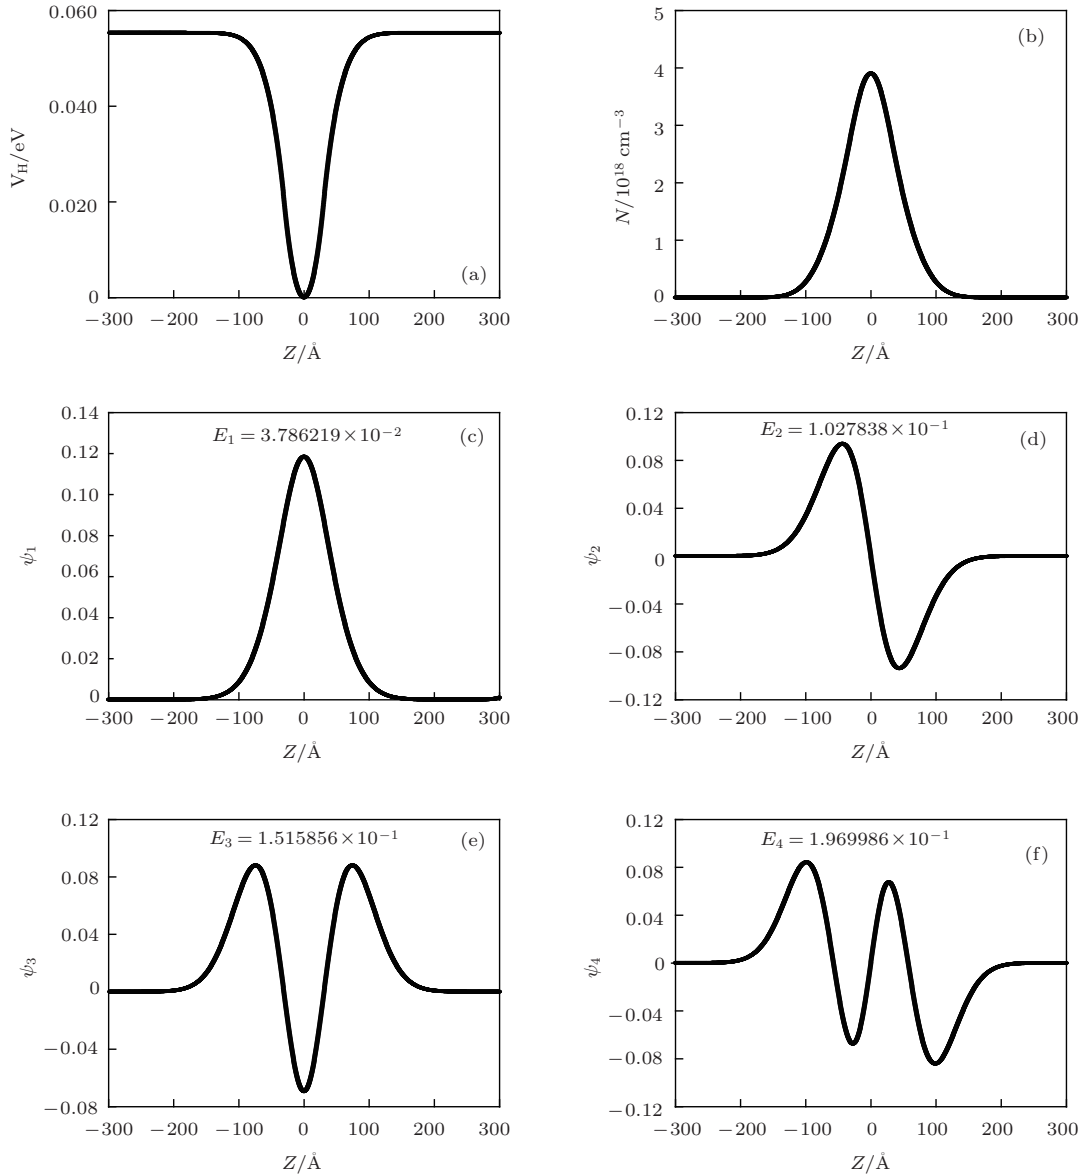 0.060
0.040
0.020
0
V_H/eV
(a)
−300 −200 −100 0 100 200 300
Z/Å
5
4
3
2
1
0
N/10^18 cm^−3
(b)
−300 −200 −100 0 100 200 300
Z/Å
0.14
0.12
0.10
0.08
0.06
0.04
0.02
0
ψ_1
E_1 = 3.786219×10^−2
(c)
−300 −200 −100 0 100 200 300
Z/Å
0.12
0.08
0.04
0
−0.04
−0.08
−0.12
ψ_2
E_2 = 1.027838×10^−1
(d)
−300 −200 −100 0 100 200 300
Z/Å
0.12
0.08
0.04
0
−0.04
−0.08
ψ_3
E_3 = 1.515856×10^−1
(e)
−300 −200 −100 0 100 200 300
Z/Å
0.12
0.08
0.04
0
−0.04
−0.08
−0.12
ψ_4
E_4 = 1.969986×10^−1
(f)
−300 −200 −100 0 100 200 300
Z/Å